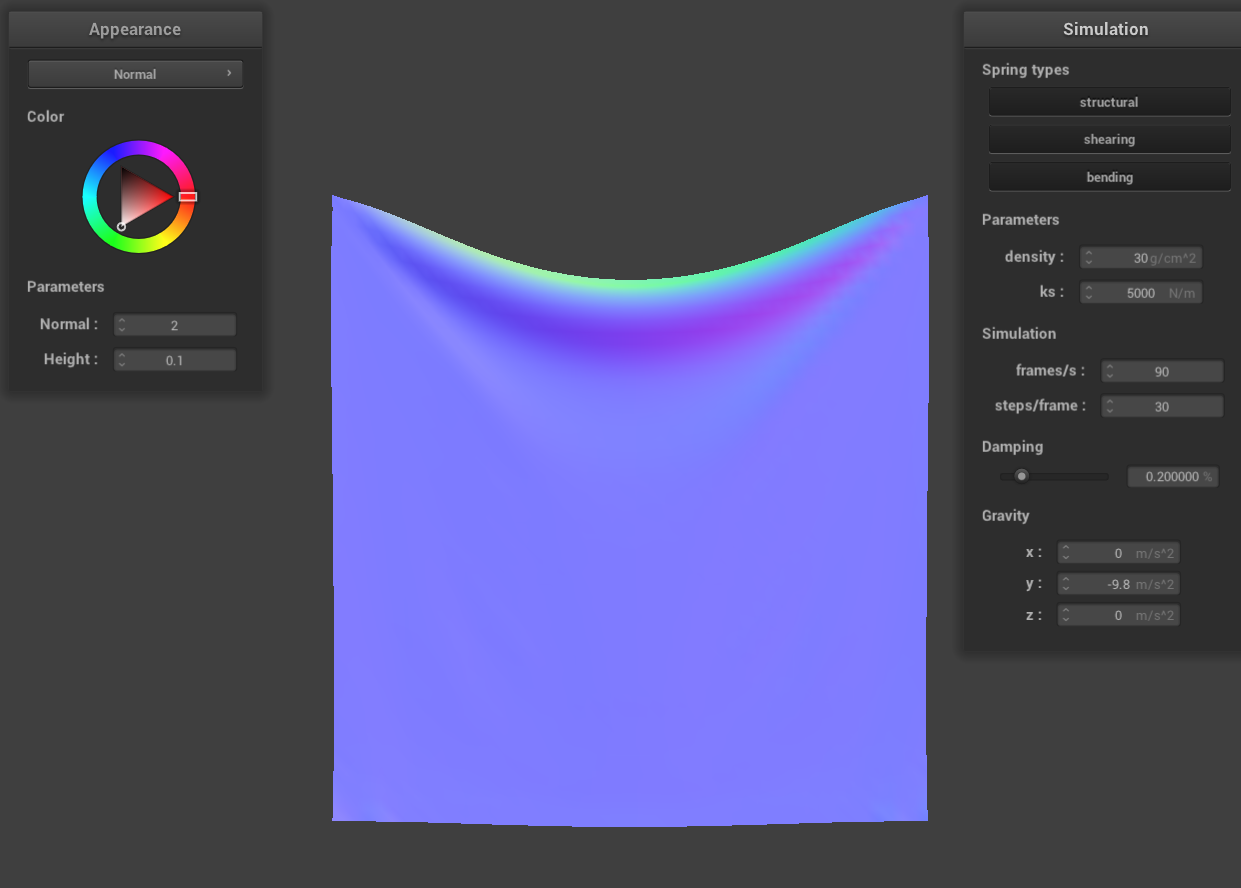 Appearance
Normal
Color
Parameters
Normal : 2
Height : 0.1
Simulation
Spring types
structural
shearing
bending
Parameters
density : 30 g/cm^2
ks : 5000 N/m
Simulation
frames/s : 90
steps/frame : 30
Damping
0.200000 %
Gravity
x : 0 m/s^2
y : -9.8 m/s^2
z : 0 m/s^2